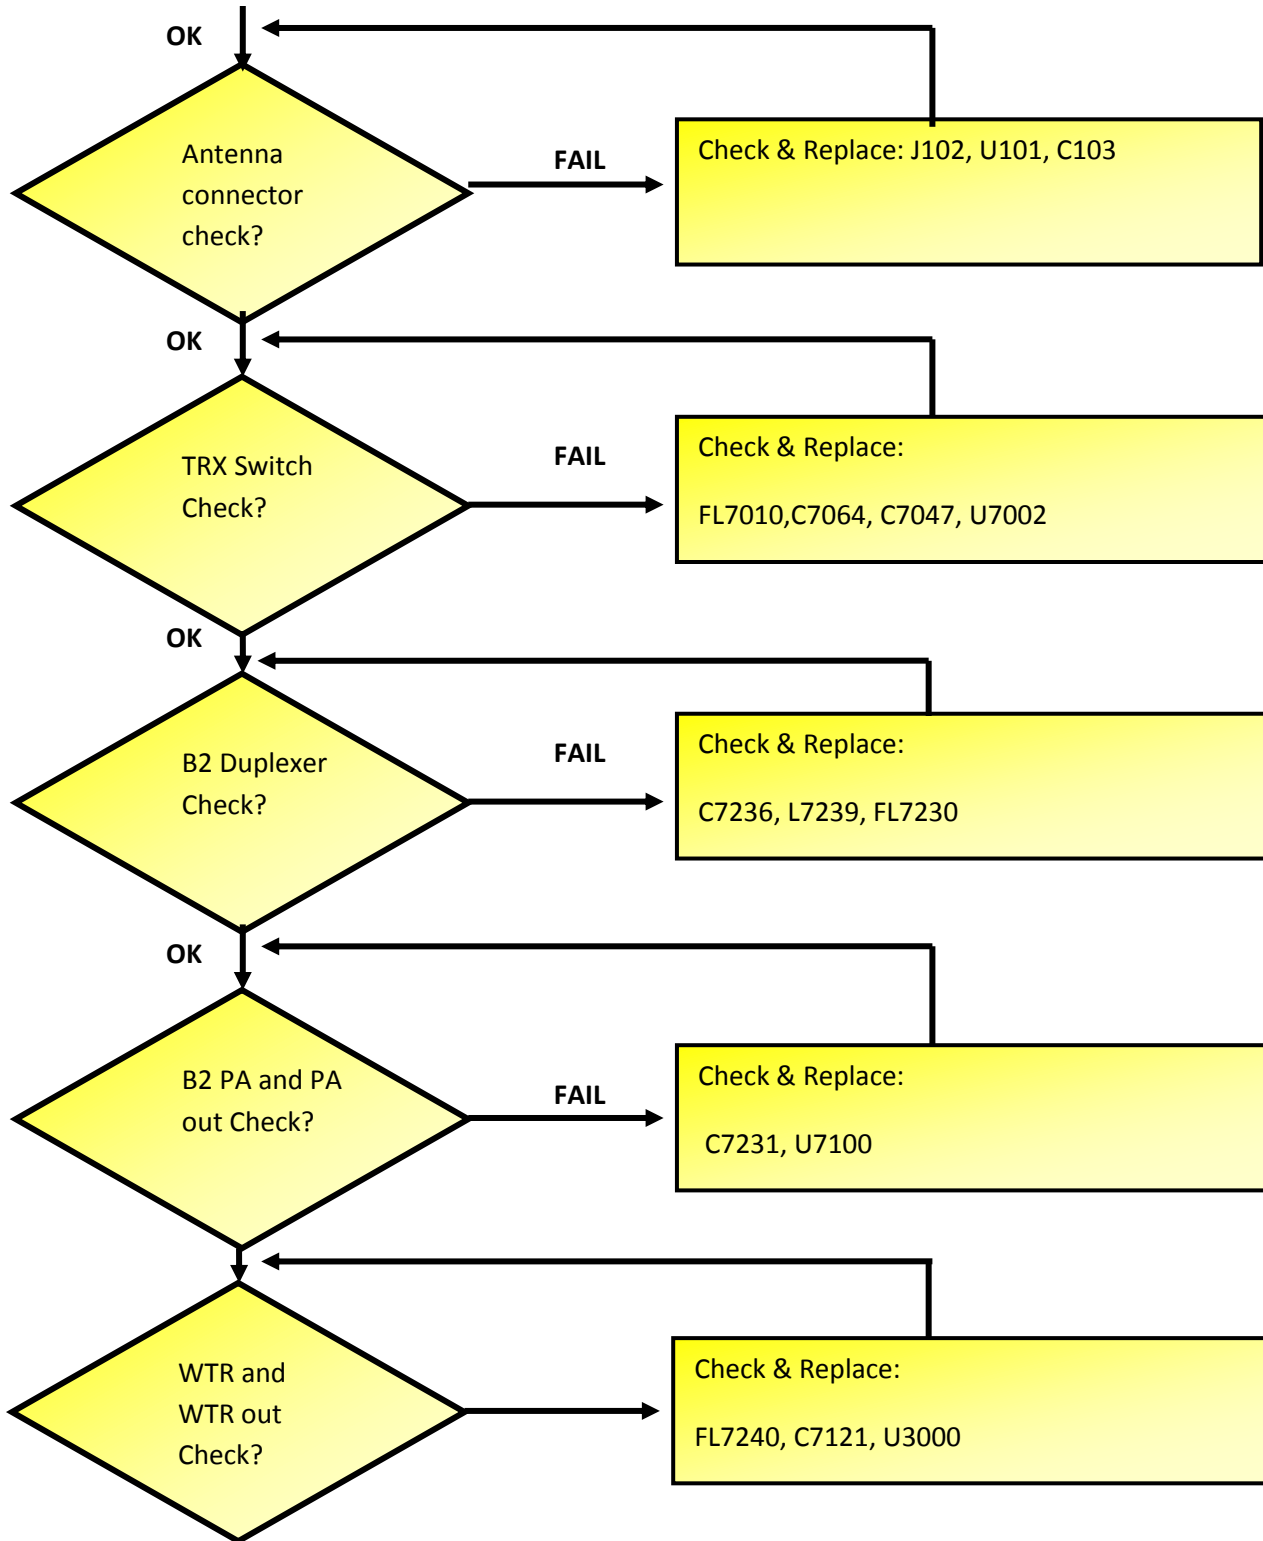 OK
Antenna
connector
check?
FAIL
Check & Replace: J102, U101, C103
OK
TRX Switch
Check?
FAIL
Check & Replace:
FL7010,C7064, C7047, U7002
OK
B2 Duplexer
Check?
FAIL
Check & Replace:
C7236, L7239, FL7230
OK
B2 PA and PA
out Check?
FAIL
Check & Replace:
C7231, U7100
WTR and
WTR out
Check?
Check & Replace:
FL7240, C7121, U3000